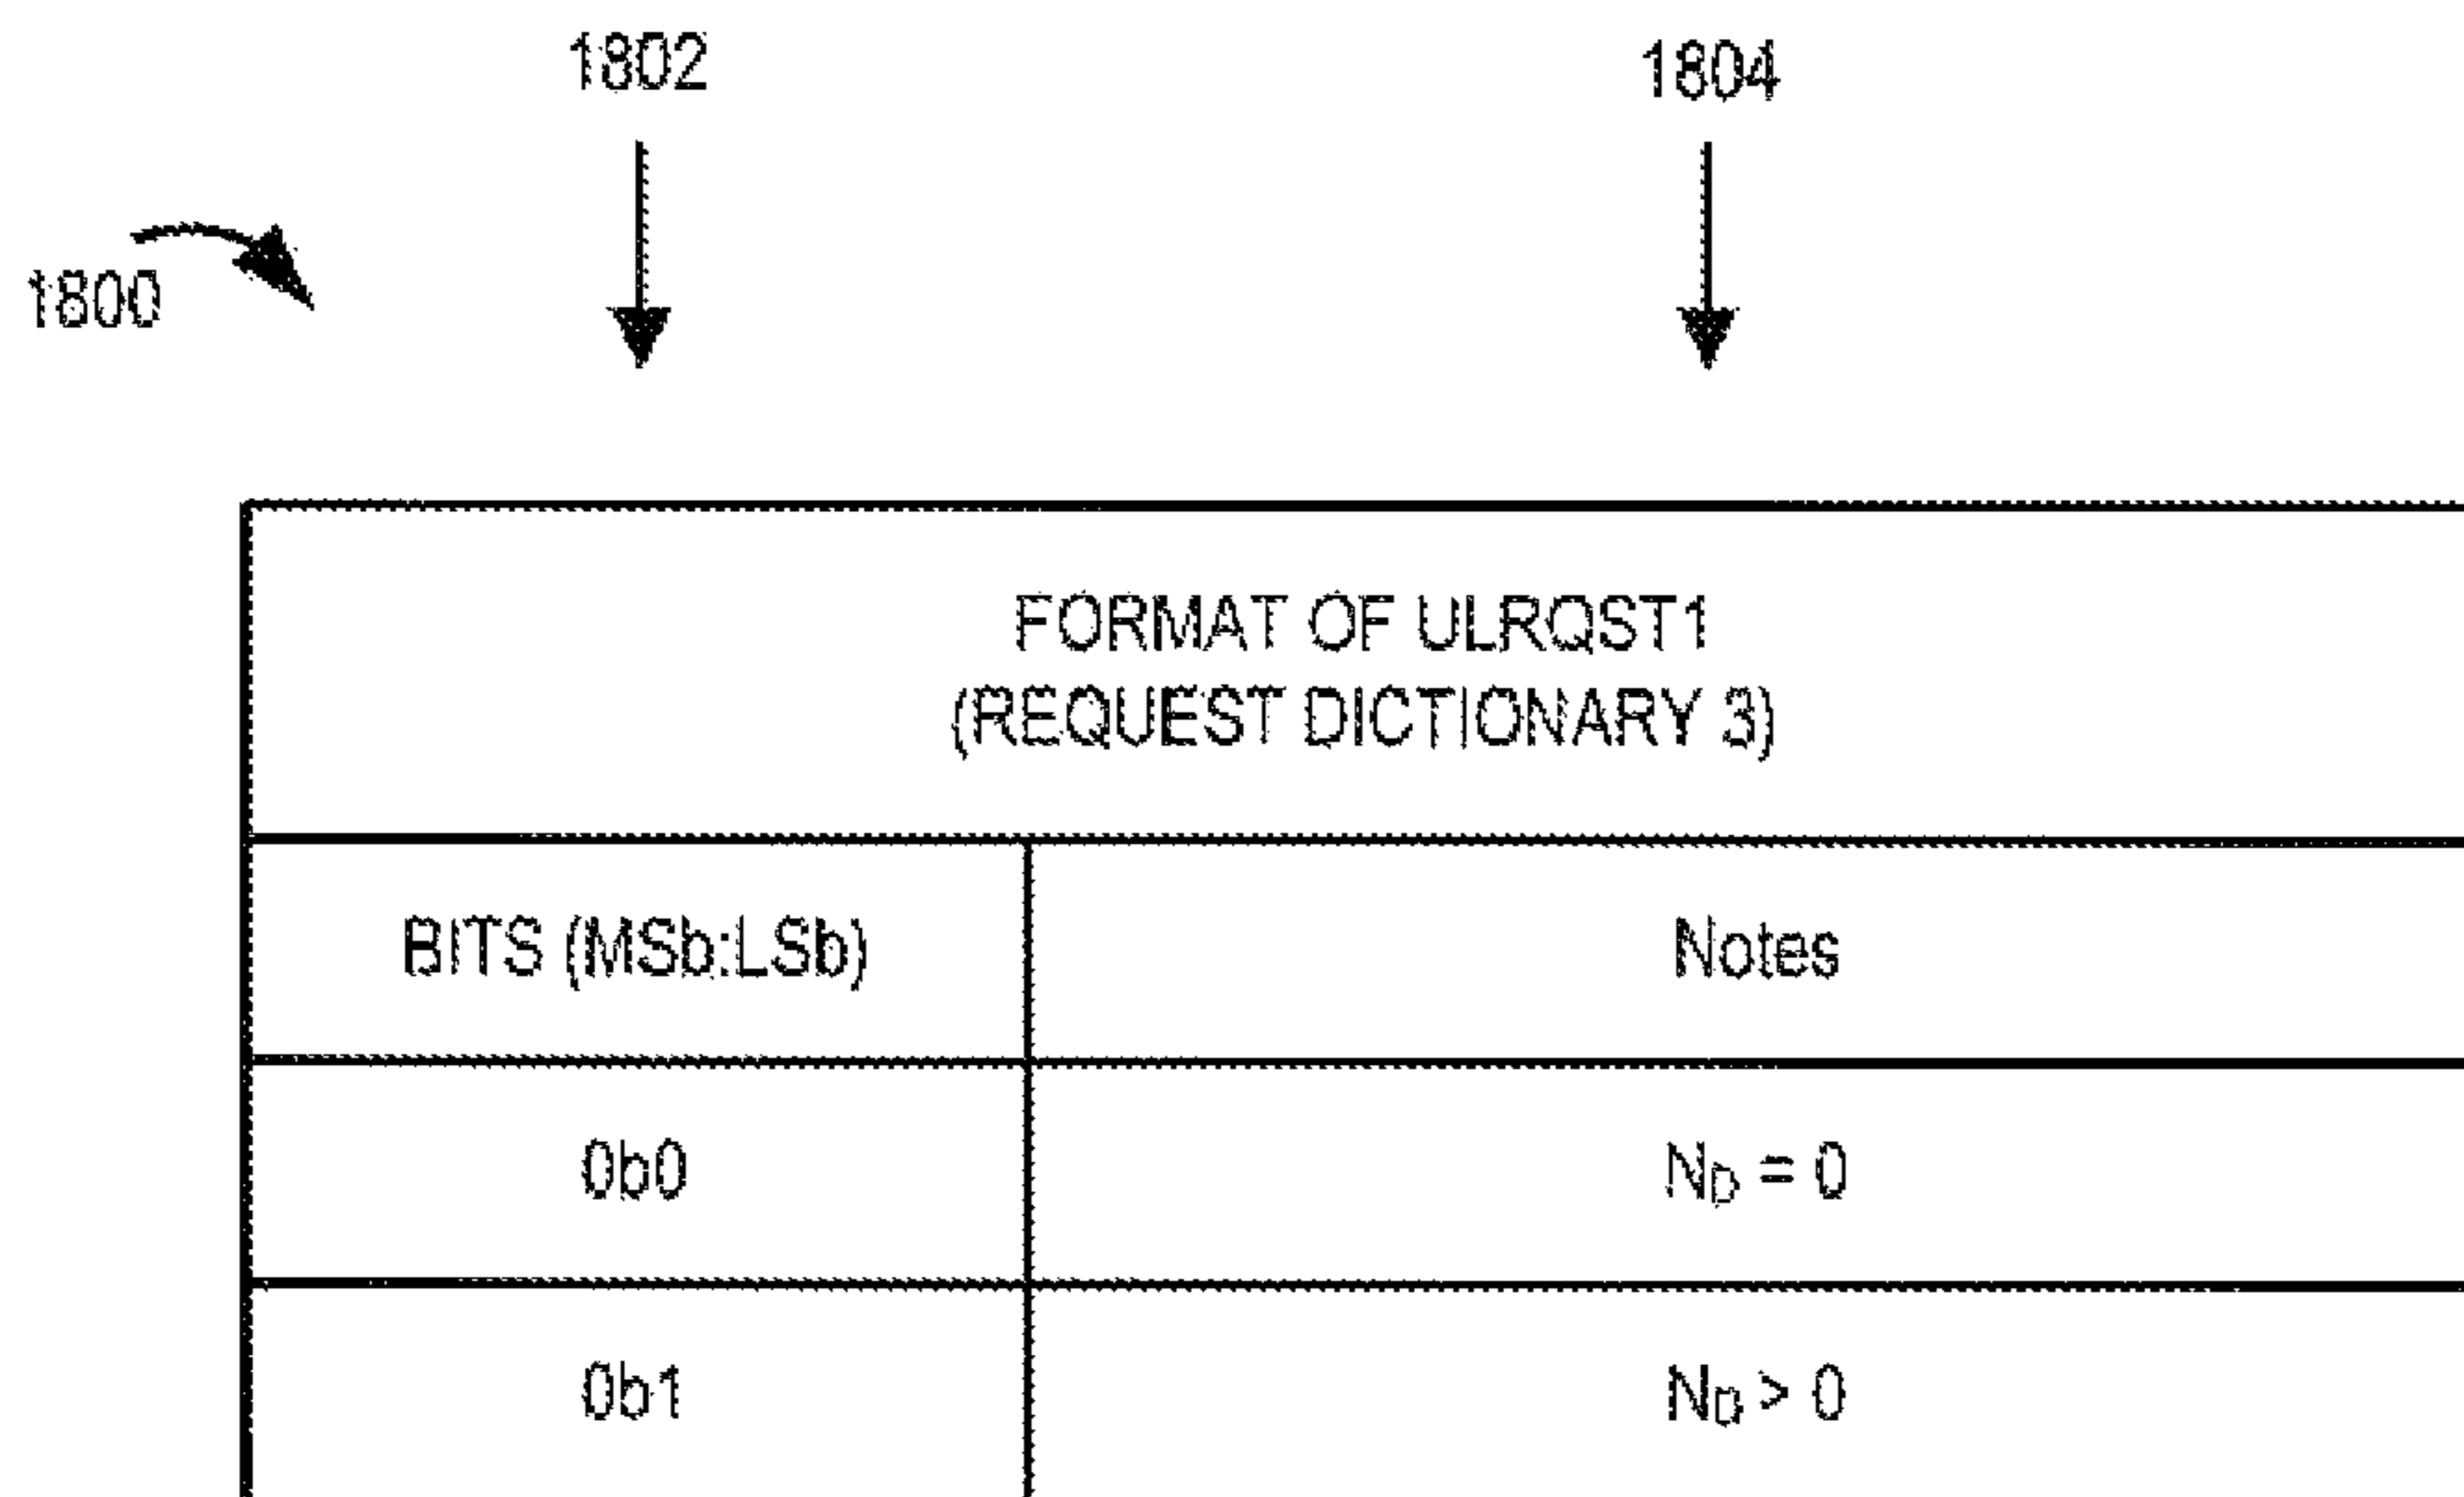 1802
1804
1800
FORMAT OF ULRQST1
(REQUEST DICTIONARY 3)
BITS (MSb:LSb)
Notes
0b0
N_D = 0
0b1
N_D > 0